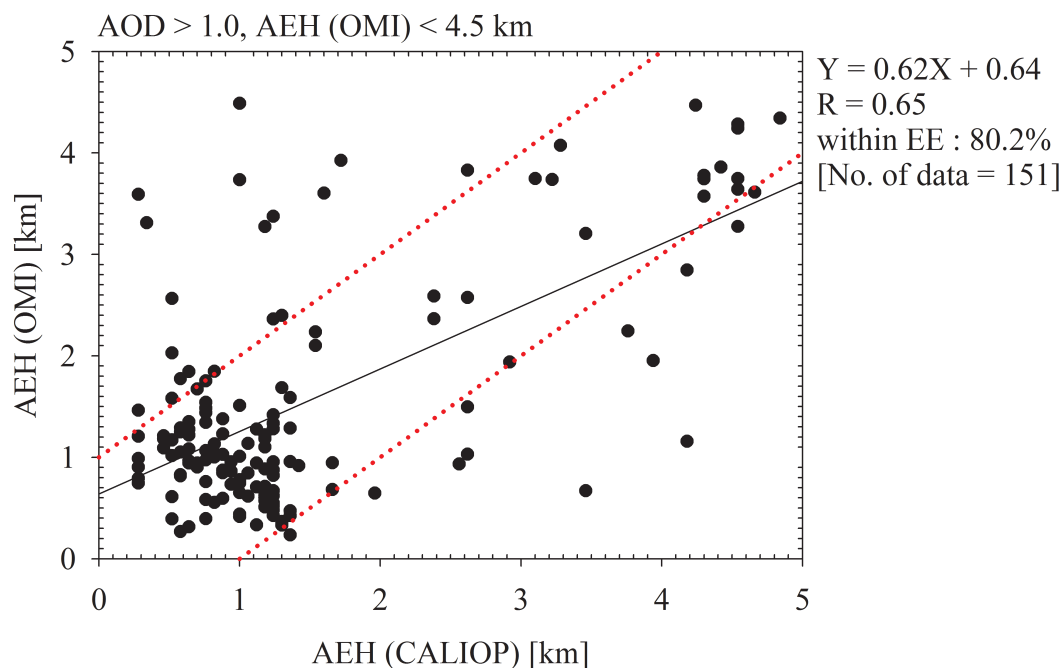 AOD > 1.0, AEH (OMI) < 4.5 km
Y = 0.62X + 0.64
R = 0.65
within EE : 80.2%
[No. of data = 151]
AEH (OMI) [km]
5
4
3
2
1
0
0 1 2 3 4 5
AEH (CALIOP) [km]